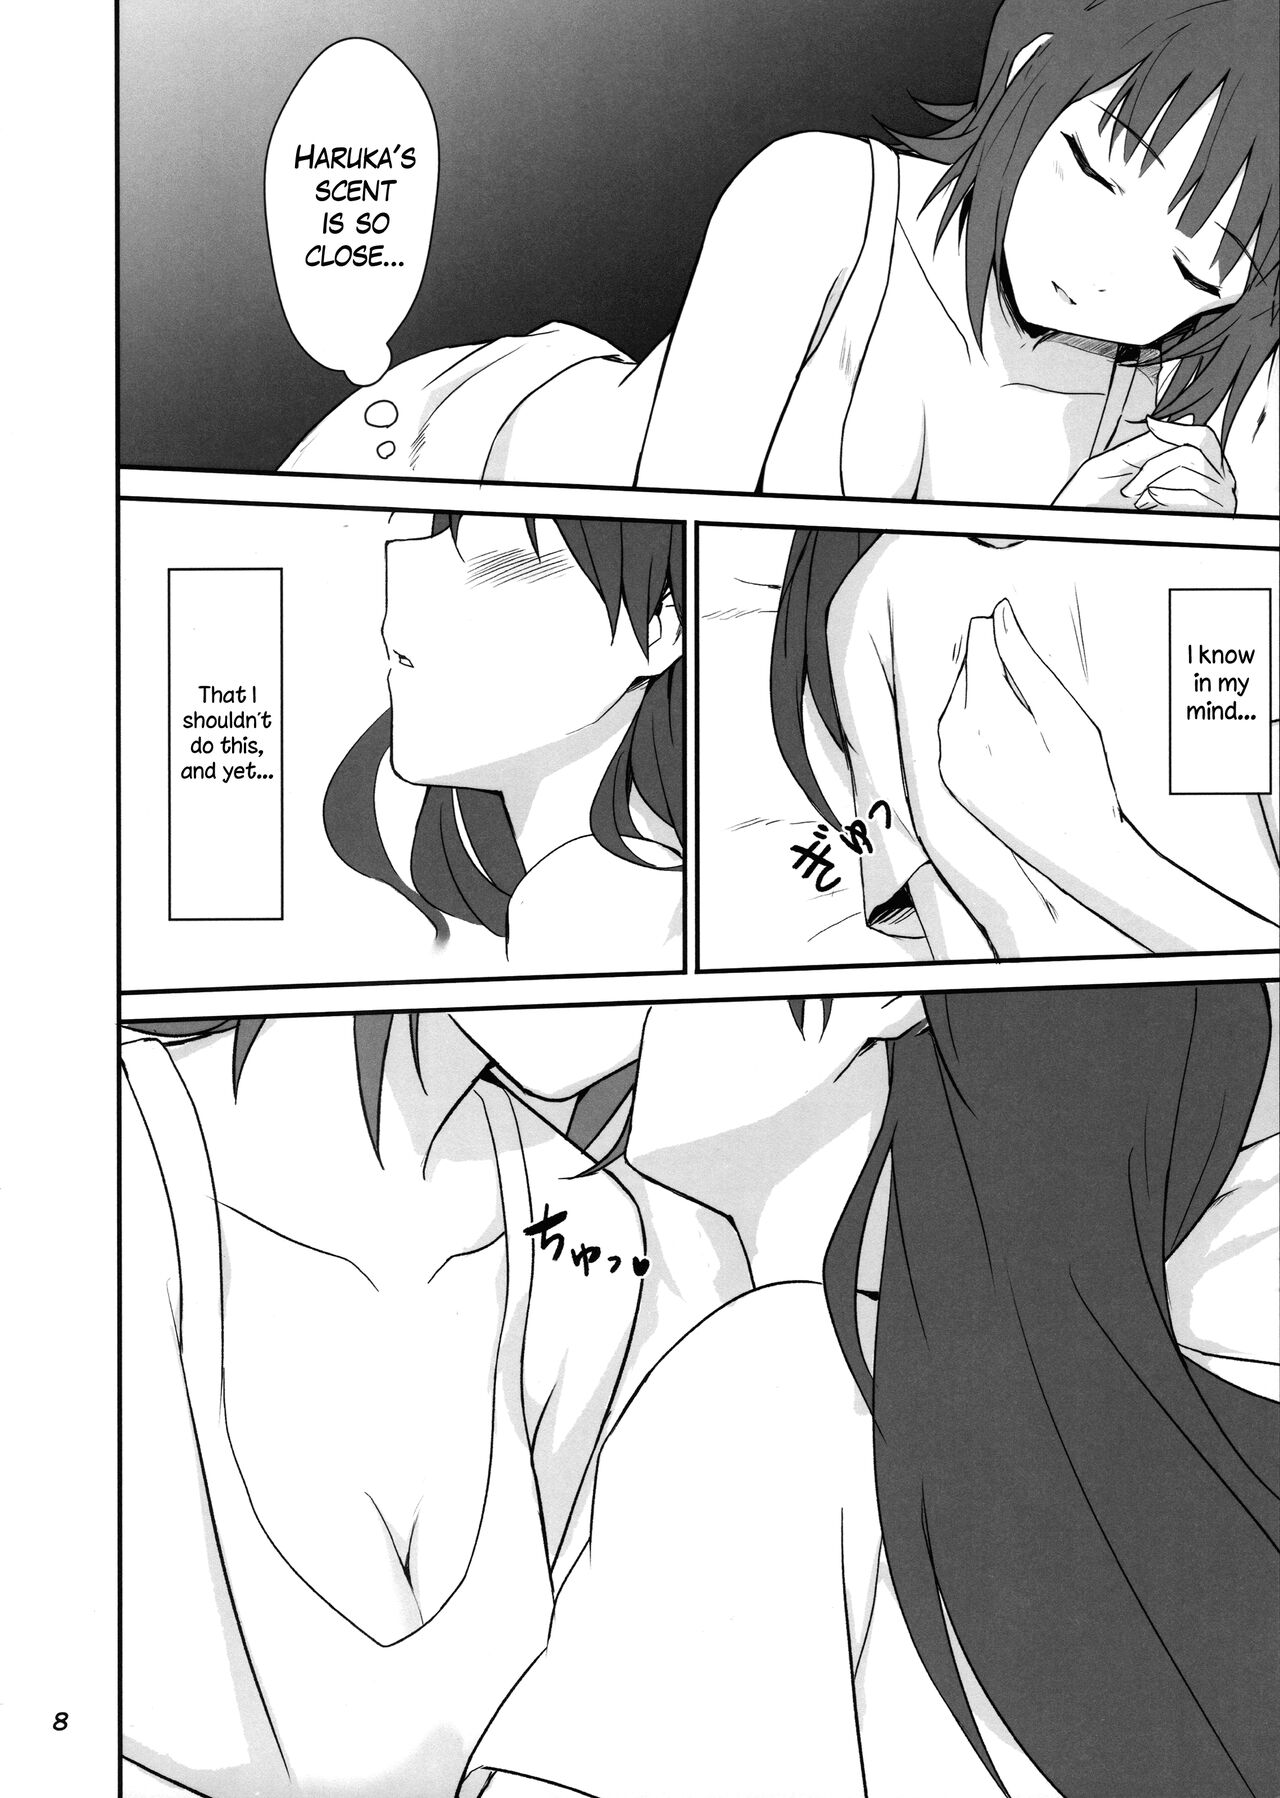 HARUKA'S
SCENT
IS SO
CLOSE...
I know
in my
mind...
ぎゅっ
That I
shouldn't
do this,
and yet...
ちゅっ♥
8